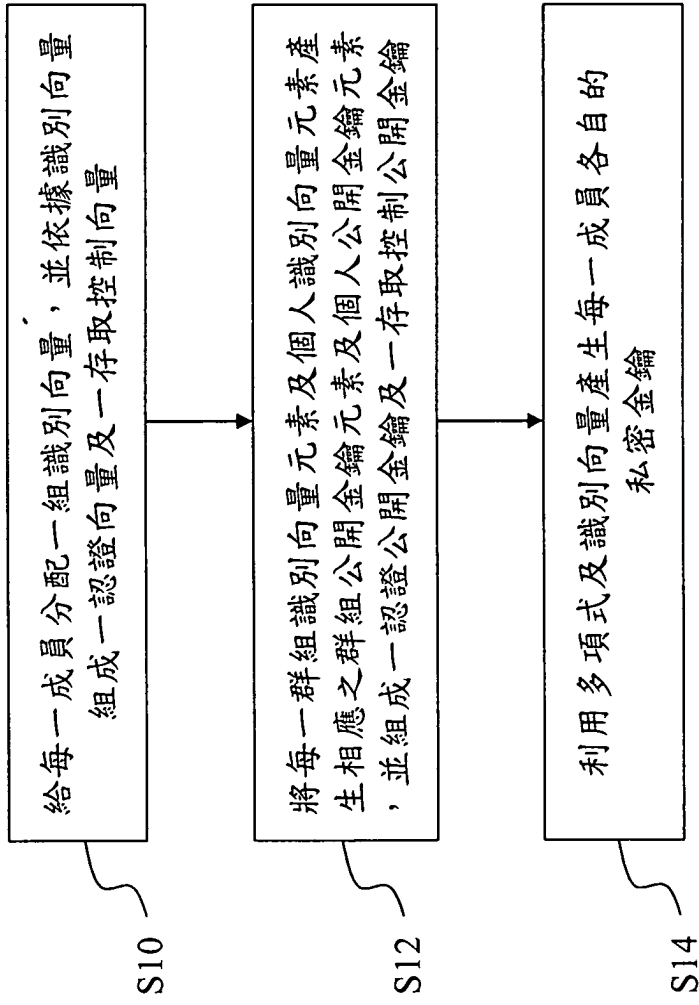 給每一成員分配一組識別向量，並依據識別向量
組成一認證向量及一存取控制向量
S10
將每一群組識別向量元素及個人識別向量元素產
生相應之群組公開金鑰元素及個人公開金鑰元素
，並組成一認證公開金鑰及一存取控制公開金鑰
S12
利用多項式及識別向量產生每一成員各自的
私密金鑰
S14